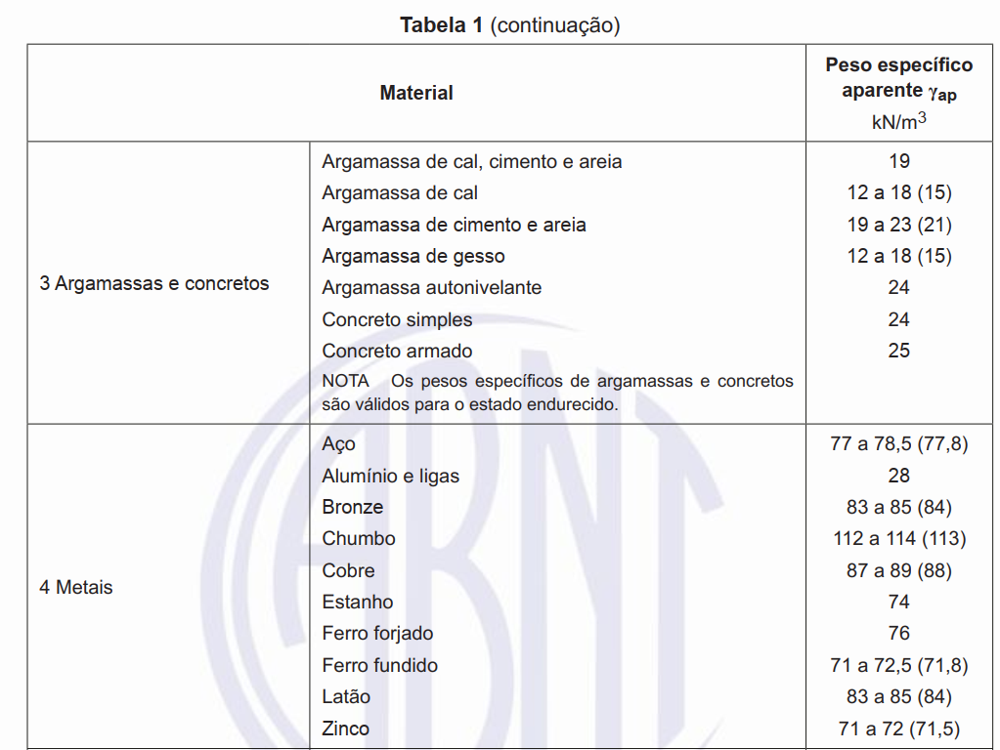 Tabela 1 (continuação)
Material
Peso específico
aparente γap
kN/m3
3 Argamassas e concretos
Argamassa de cal, cimento e areia 19
Argamassa de cal 12 a 18 (15)
Argamassa de cimento e areia 19 a 23 (21)
Argamassa de gesso 12 a 18 (15)
Argamassa autonivelante 24
Concreto simples 24
Concreto armado 25
NOTA Os pesos específicos de argamassas e concretos
são válidos para o estado endurecido.
4 Metais
Aço 77 a 78,5 (77,8)
Alumínio e ligas 28
Bronze 83 a 85 (84)
Chumbo 112 a 114 (113)
Cobre 87 a 89 (88)
Estanho 74
Ferro forjado 76
Ferro fundido 71 a 72,5 (71,8)
Latão 83 a 85 (84)
Zinco 71 a 72 (71,5)
ABNT